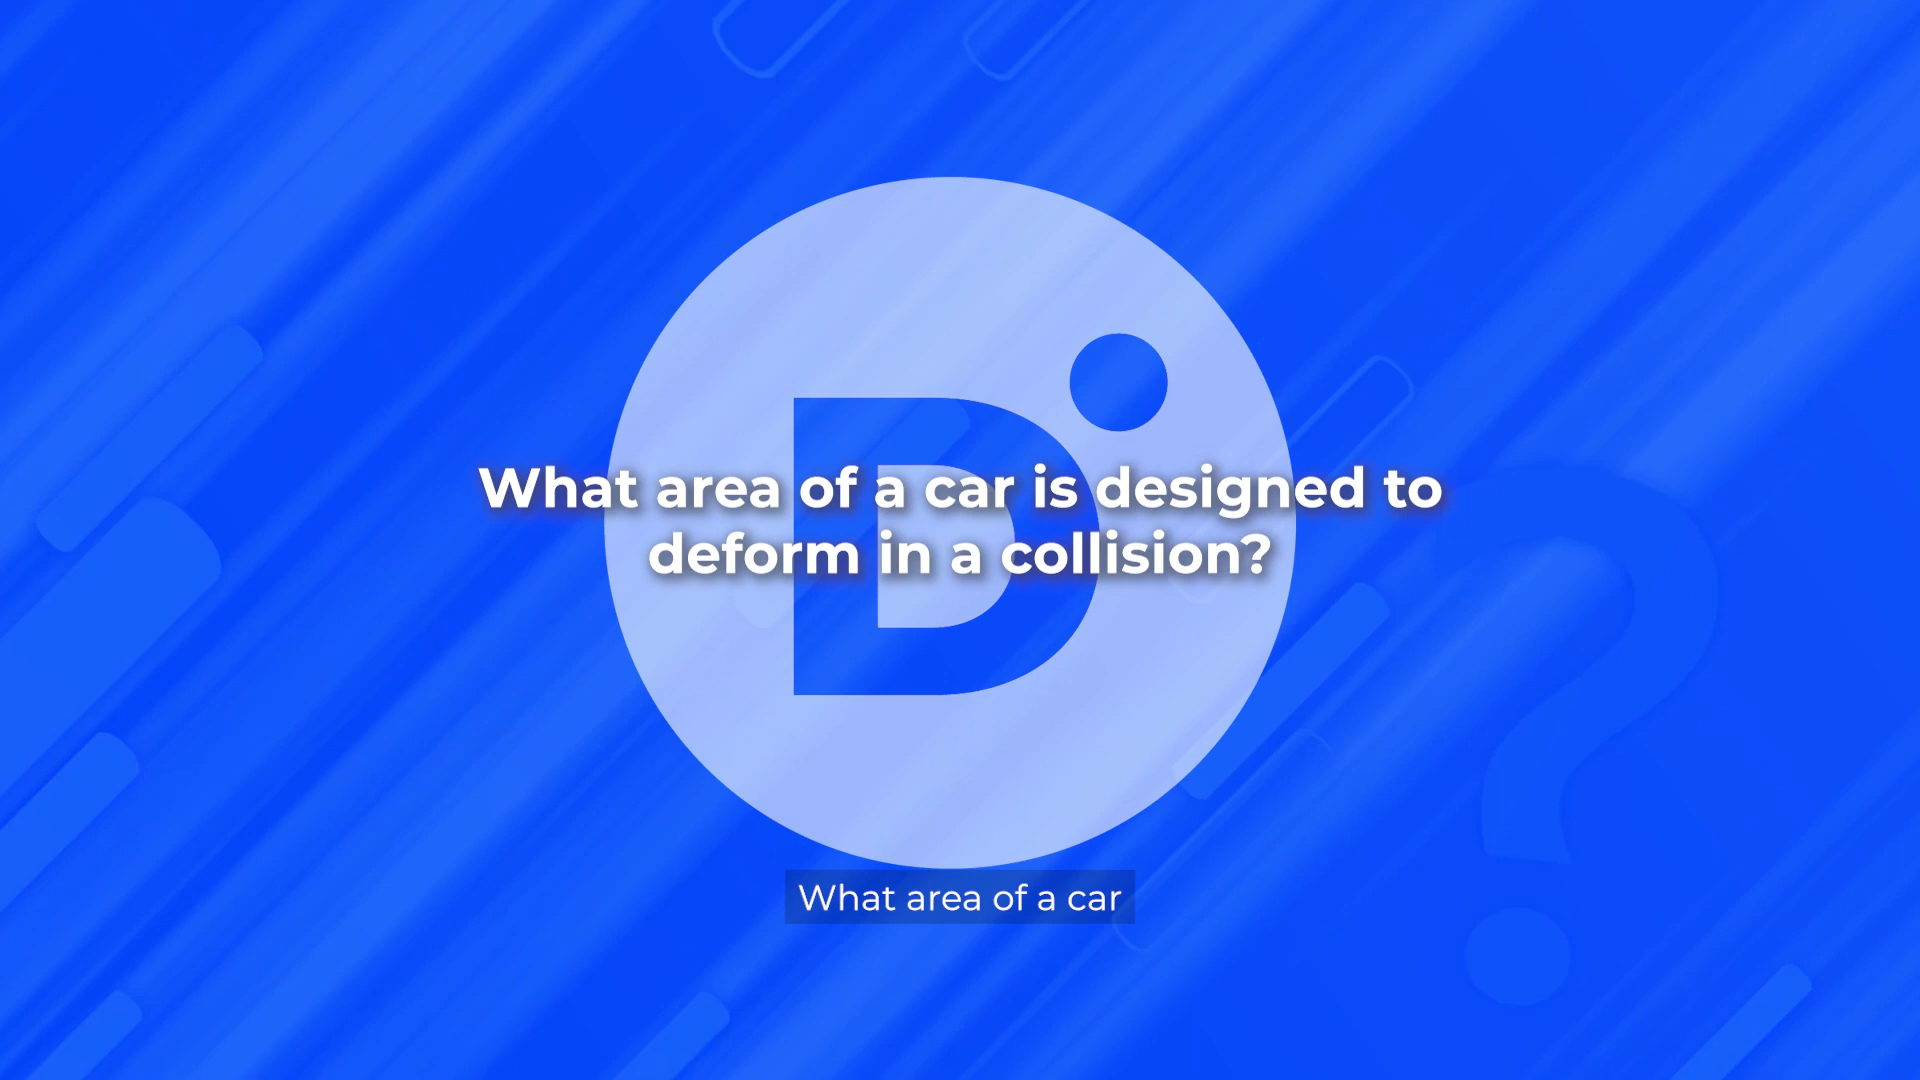 What area of a car is designed to
deform in a collision?
D
What area of a car